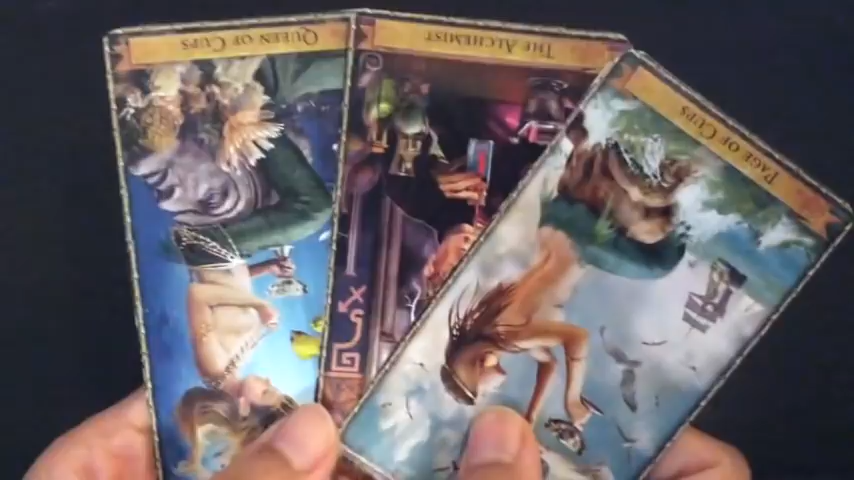 QUEEN OF CUPS
THE ALCHEMIST
PAGE OF CUPS